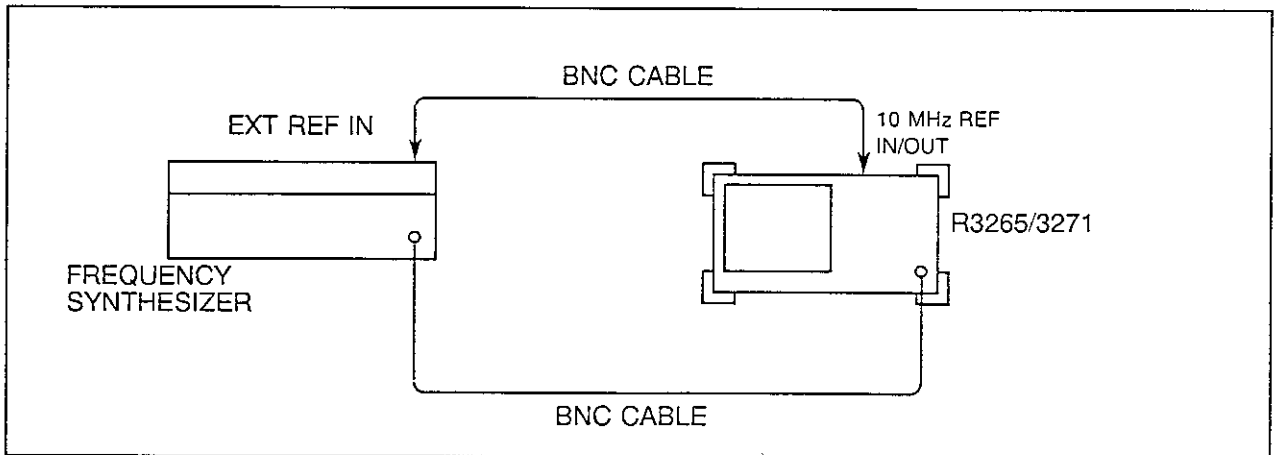 BNC CABLE
EXT REF IN
10 MHz REF
IN/OUT
R3265/3271
FREQUENCY
SYNTHESIZER
BNC CABLE